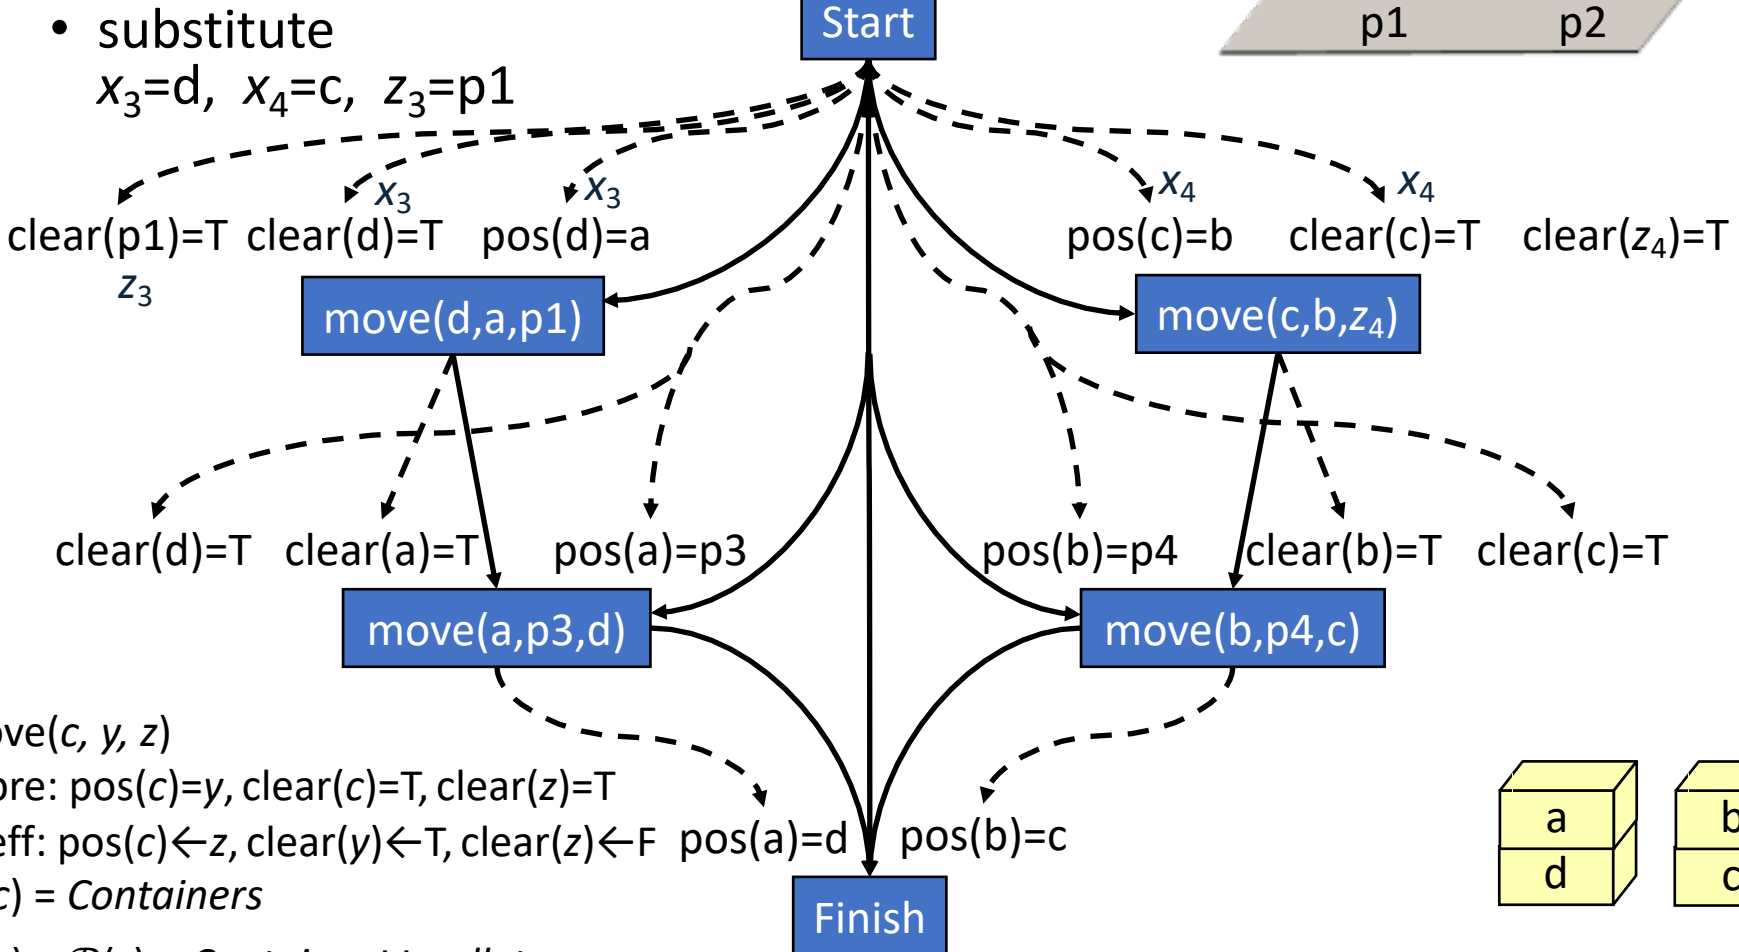 • substitute
x₃=d, x₄=c, z₃=p1
Start
p1 p2
x₃ x₃ x₄ x₄
clear(p1)=T clear(d)=T pos(d)=a pos(c)=b clear(c)=T clear(z₄)=T
z₃
move(d,a,p1) move(c,b,z₄)
clear(d)=T clear(a)=T pos(a)=p3 pos(b)=p4 clear(b)=T clear(c)=T
move(a,p3,d) move(b,p4,c)
ove(c, y, z)
pre: pos(c)=y, clear(c)=T, clear(z)=T
eff: pos(c)←z, clear(y)←T, clear(z)←F
pos(a)=d pos(b)=c
c) = Containers
Finish
a b
d c